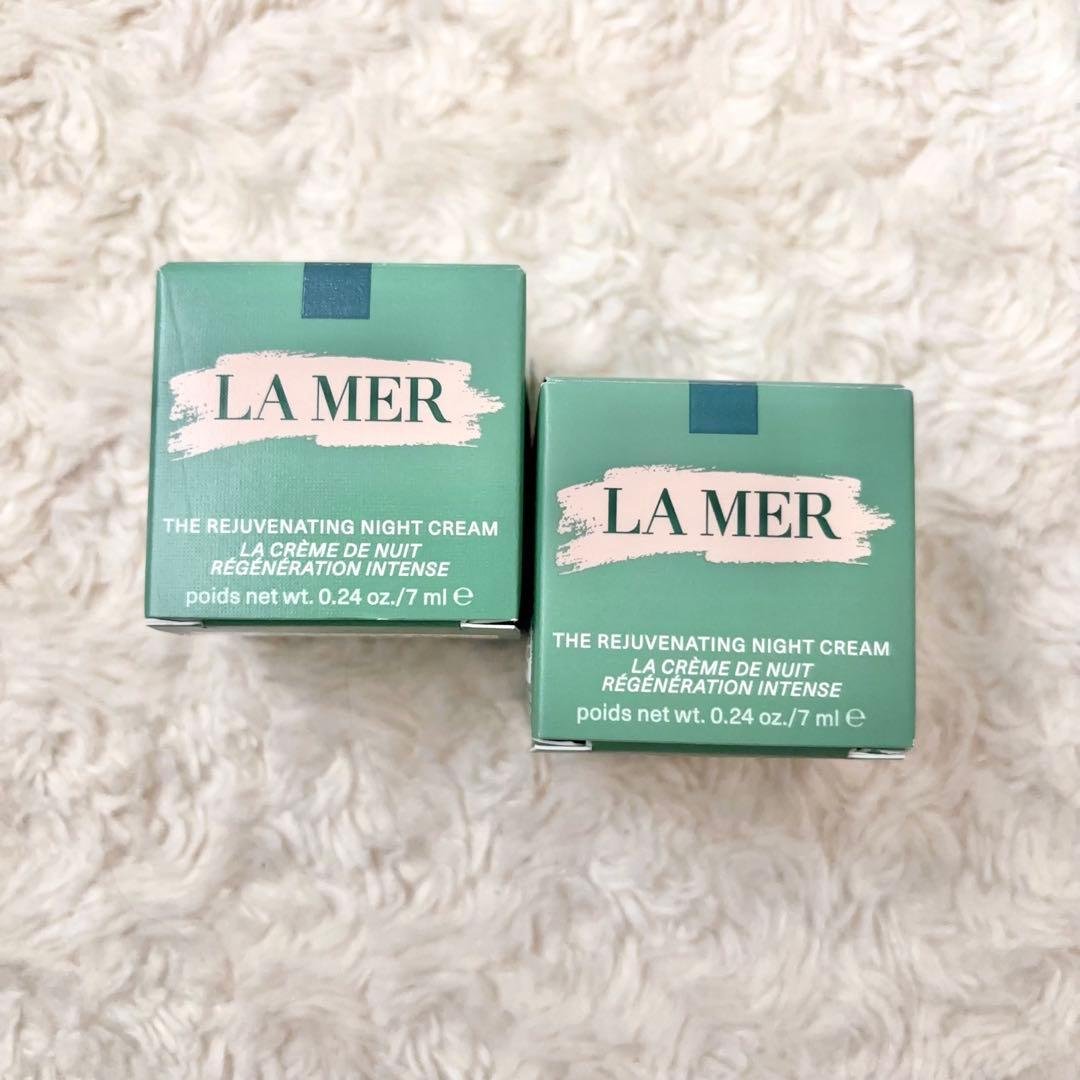 LA MER
THE REJUVENATING NIGHT CREAM
LA CRÈME DE NUIT
RÉGÉNÉRATION INTENSE
poids net wt. 0.24 oz./7 ml ℮
LA MER
THE REJUVENATING NIGHT CREAM
LA CRÈME DE NUIT
RÉGÉNÉRATION INTENSE
poids net wt. 0.24 oz./7 ml ℮